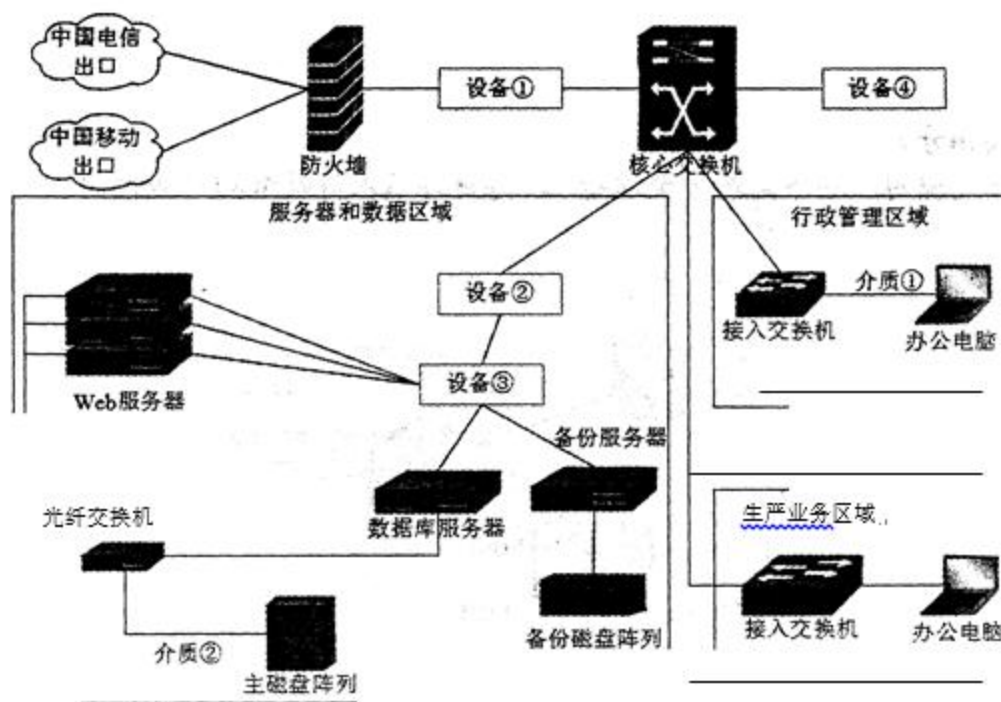 中国电信
出口
中国移动
出口
防火墙
设备①
核心交换机
设备④
服务器和数据区域
行政管理区域
设备②
介质①
接入交换机
办公电脑
设备③
Web服务器
备份服务器
光纤交换机
数据库服务器
生严业务区域
备份磁盘阵列
接入交换机
办公电脑
介质②
主磁盘阵列